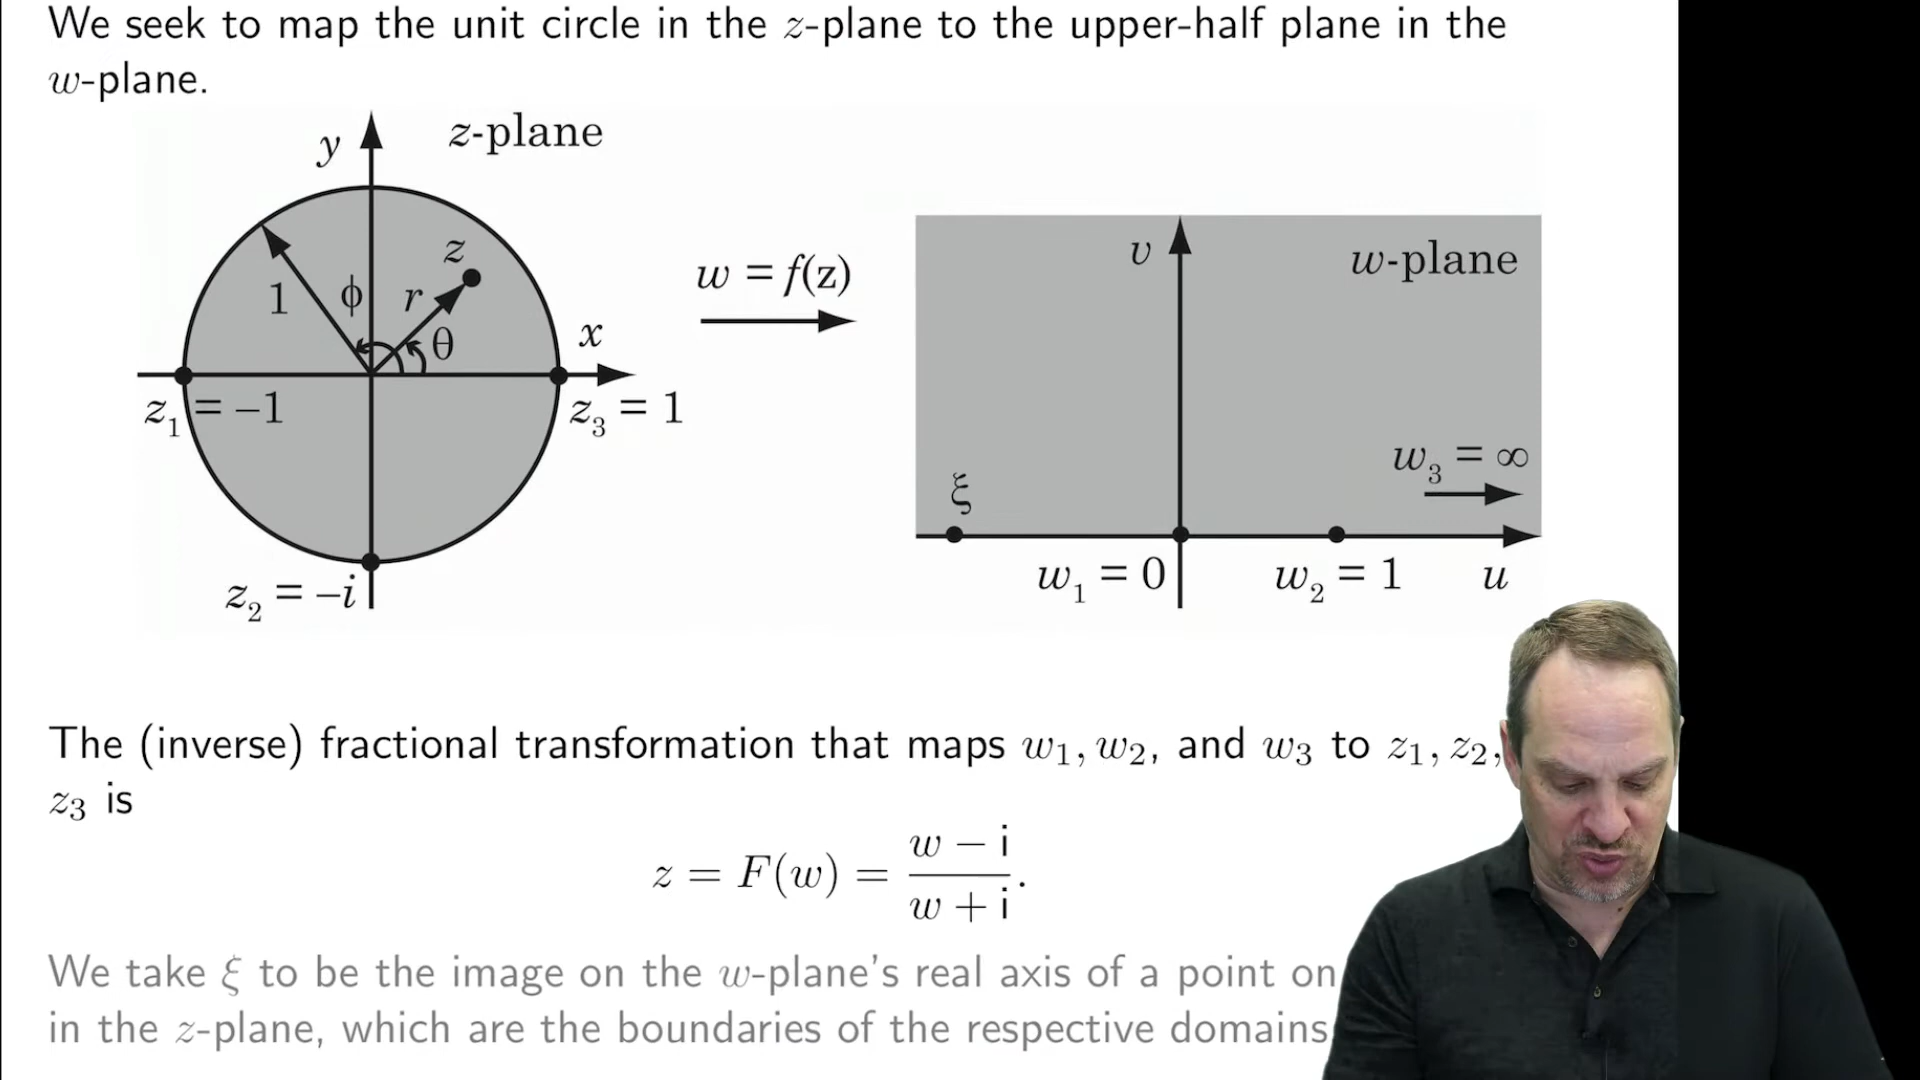 We seek to map the unit circle in the z-plane to the upper-half plane in the
w-plane.
y
z-plane
z
1
ϕ
r
θ
x
z₁ = −1
z₃ = 1
z₂ = −i
w = f(z)
v
w-plane
w₃ = ∞
ξ
w₁ = 0
w₂ = 1
u
The (inverse) fractional transformation that maps w₁, w₂, and w₃ to z₁, z₂,
z₃ is
z = F(w) = (w − i)/(w + i).
We take ξ to be the image on the w-plane's real axis of a point on
in the z-plane, which are the boundaries of the respective domains